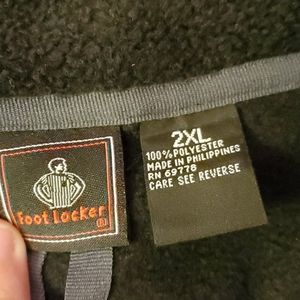 Foot Locker
®
2XL
100% POLYESTER
MADE IN PHILIPPINES
RN 69778
CARE SEE REVERSE